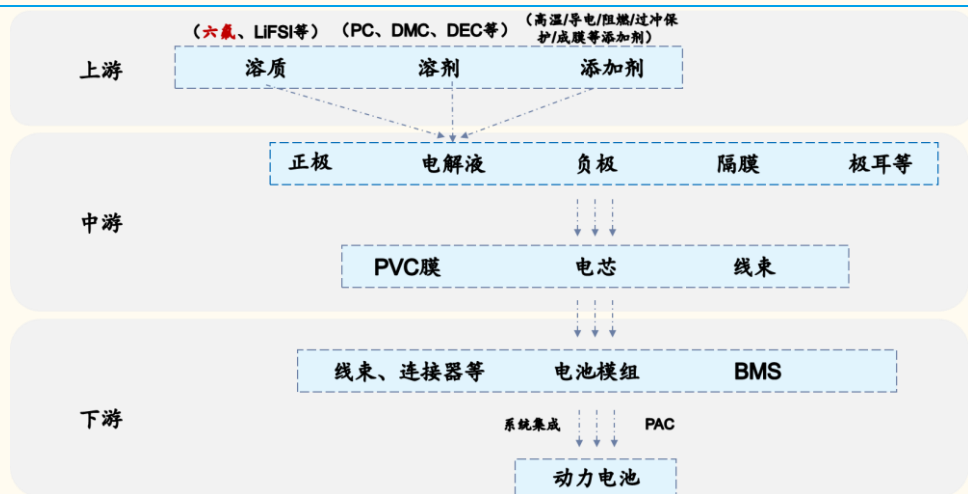 （六氟、LiFSI等）（PC、DMC、DEC等）（高温/导电/阻燃/过冲保
护/成膜等添加剂）
上游
溶质 溶剂 添加剂
正极 电解液 负极 隔膜 极耳等
中游
PVC膜 电芯 线束
线束、连接器等 电池模组 BMS
下游
系统集成 PAC
动力电池